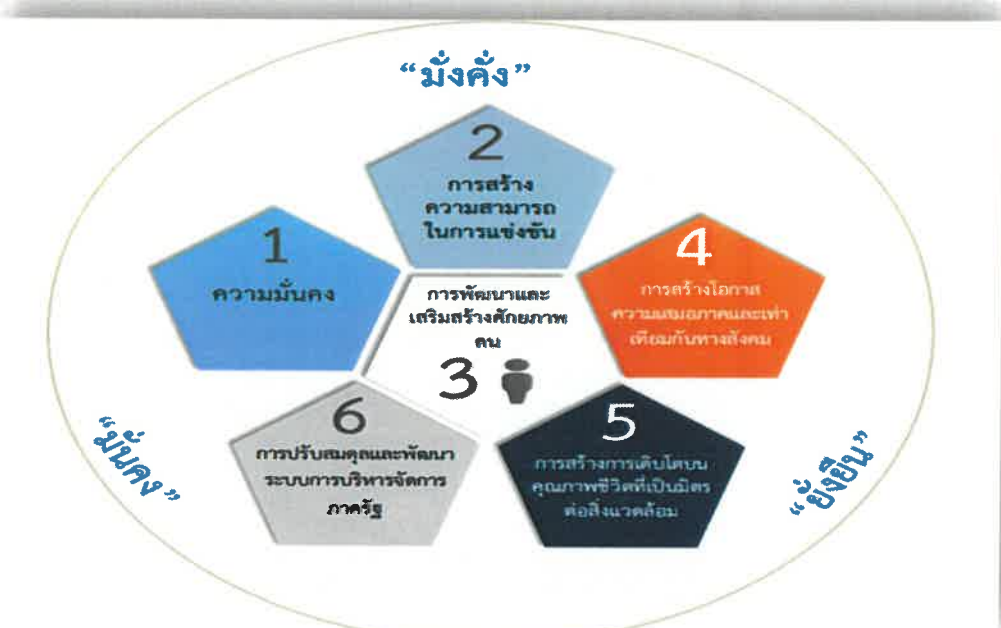 “มั่งคั่ง”
2
การสร้าง
ความสามารถ
ในการแข่งขัน
1
ความมั่นคง
4
การสร้างโอกาส
ความเสมอภาคและเท่า
เทียมกันทางสังคม
การพัฒนาและ
เสริมสร้างศักยภาพ
คน
3
6
การปรับสมดุลและพัฒนา
ระบบการบริหารจัดการ
ภาครัฐ
5
การสร้างการเติบโตบน
คุณภาพชีวิตที่เป็นมิตร
ต่อสิ่งแวดล้อม
“มั่นคง”
“ยั่งยืน”